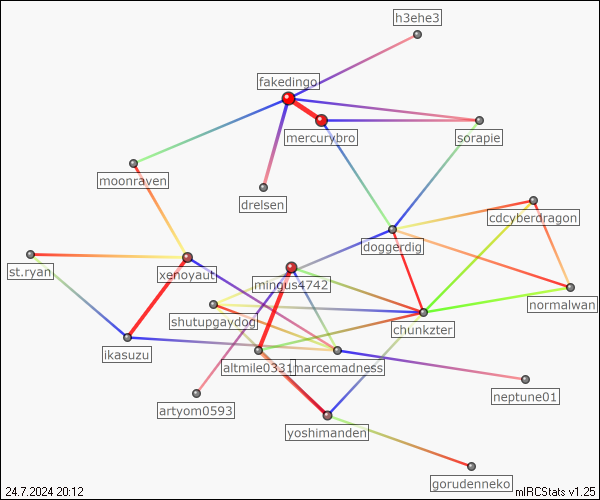 h3ehe3
fakedingo
mercurybro
sorapie
moonraven
drelsen
cdcyberdragon
doggerdig
st.ryan
xenoyaut
mingus4742
normalwan
shutupgaydog
chunkzter
ikasuzu
altmile0331
marcemadness
artyom0593
neptune01
yoshimanden
gorudenneko
24.7.2024 20:12
mIRCStats v1.25